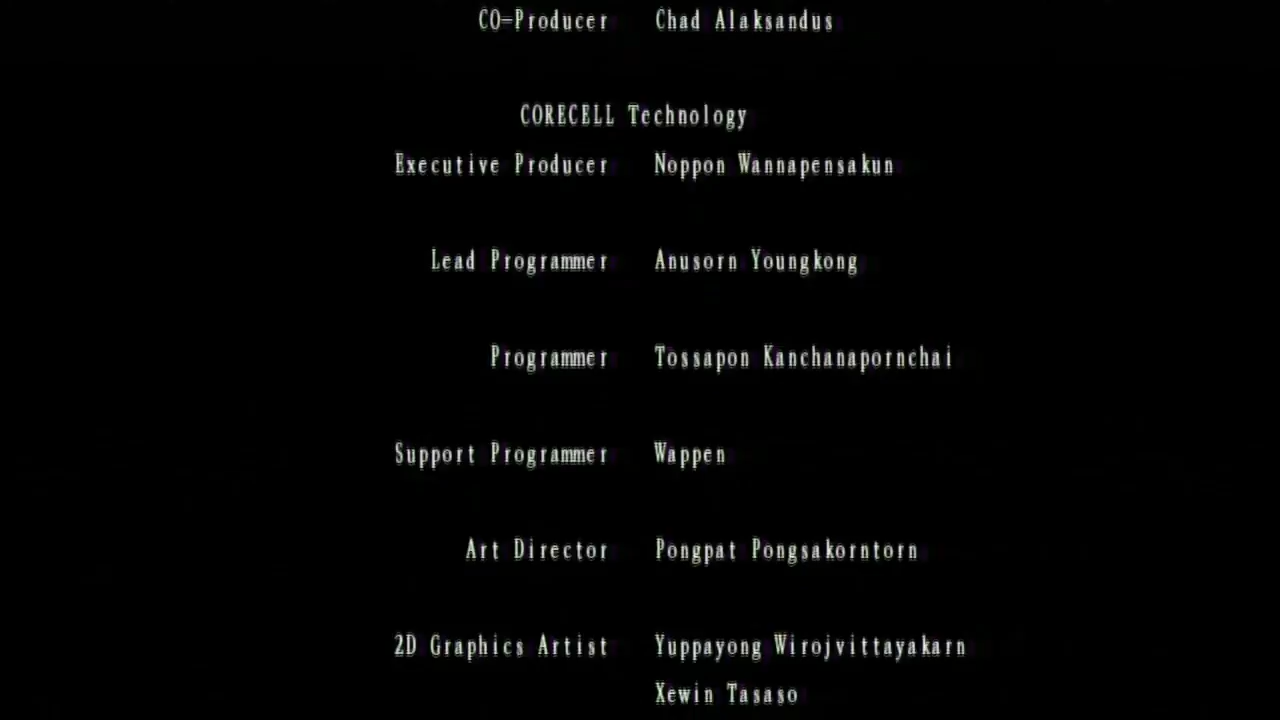 CO=Producer Chad Alaksandus
CORECELL Technology
Executive Producer Noppon Wannapensakun
Lead Programmer Anusorn Youngkong
Programmer Tossapon Kanchanapornchai
Support Programmer Wappen
Art Director Pongpat Pongsakorntorn
2D Graphics Artist Yuppayong Wirojvittayakarn
Xewin Tasaso